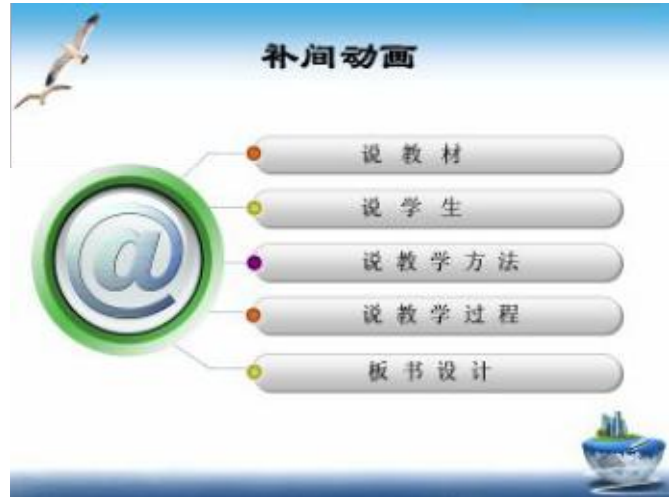 补间动画
说教材
说学生
说教学方法
说教学过程
板书设计